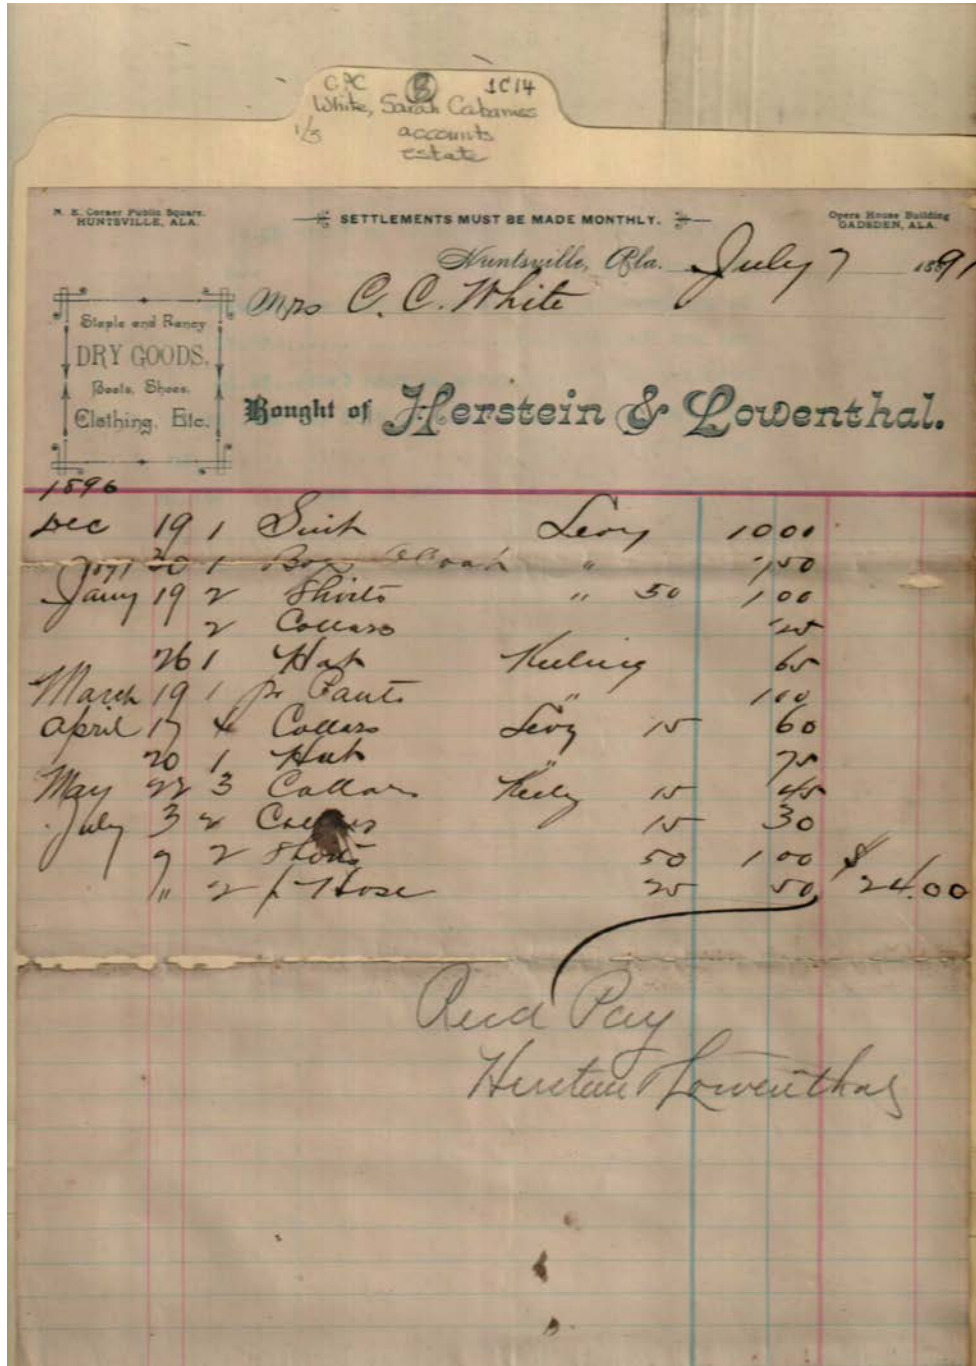 CPC B 1C14
White, Sarah Cabaniss
1/3 accounts
estate
N. E. Corner Public Square.
HUNTSVILLE, ALA.
SETTLEMENTS MUST BE MADE MONTHLY.
Opera House Building
GADSDEN, ALA.
Huntsville, Ala. July 7 1897
Mrs C. C. White
Staple and Fancy
DRY GOODS.
Boots, Shoes,
Clothing, Etc.
Bought of Herstein & Lowenthal.
1896
Dec 19 1 Suit Levy 10 00
20 1 " 7 50
Jany 19 2 Shirts " 50 1 00
2 Collars 25
26 1 Hat 65
March 19 1 pr Pants " 1 00
April 17 4 Collars Levy 15 60
20 1 Hat " 75
May 22 3 Collars 15 45
July 3 2 Collars 15 30
7 2 Shirts 50 1 00
" 2 pr Hose 25 50 $24.00
Recd Pay
Herstein & Lowenthal